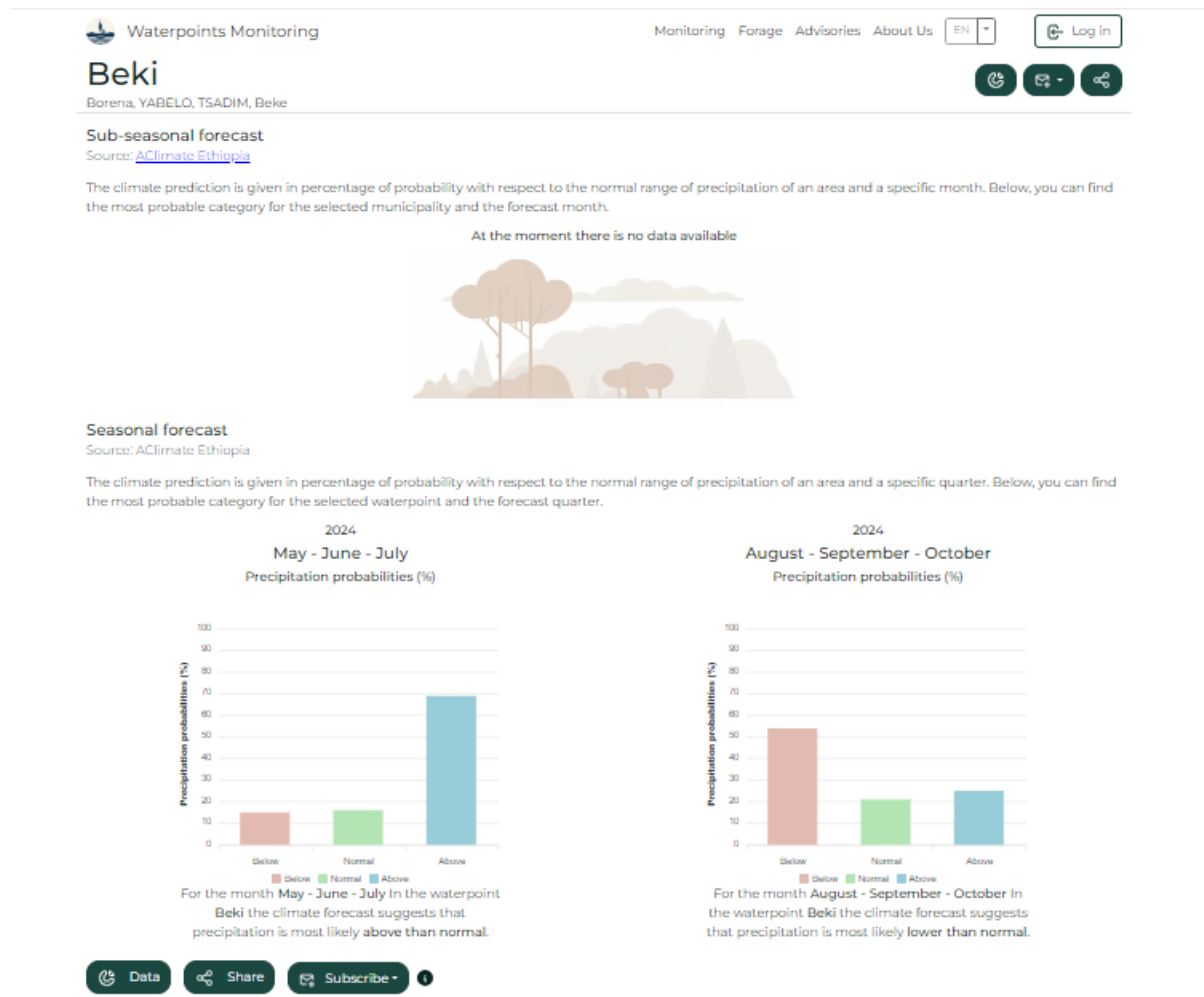 Waterpoints Monitoring
Monitoring Forage Advisories About Us EN Log in
Beki
Borena, YABELO, TSADIM, Beke
Sub-seasonal forecast
Source: AClimate Ethiopia
The climate prediction is given in percentage of probability with respect to the normal range of precipitation of an area and a specific month. Below, you can find
the most probable category for the selected municipality and the forecast month.
At the moment there is no data available
Seasonal forecast
Source: AClimate Ethiopia
The climate prediction is given in percentage of probability with respect to the normal range of precipitation of an area and a specific quarter. Below, you can find
the most probable category for the selected waterpoint and the forecast quarter.
2024
May - June - July
Precipitation probabilities (%)
100
90
80
70
60
50
40
30
20
10
0
Precipitation probabilities (%)
Below Normal Above
Below Normal Above
For the month May - June - July In the waterpoint
Beki the climate forecast suggests that
precipitation is most likely above than normal.
2024
August - September - October
Precipitation probabilities (%)
100
90
80
70
60
50
40
30
20
10
0
Precipitation probabilities (%)
Below Normal Above
Below Normal Above
For the month August - September - October In
the waterpoint Beki the climate forecast suggests
that precipitation is most likely lower than normal.
Data Share Subscribe i